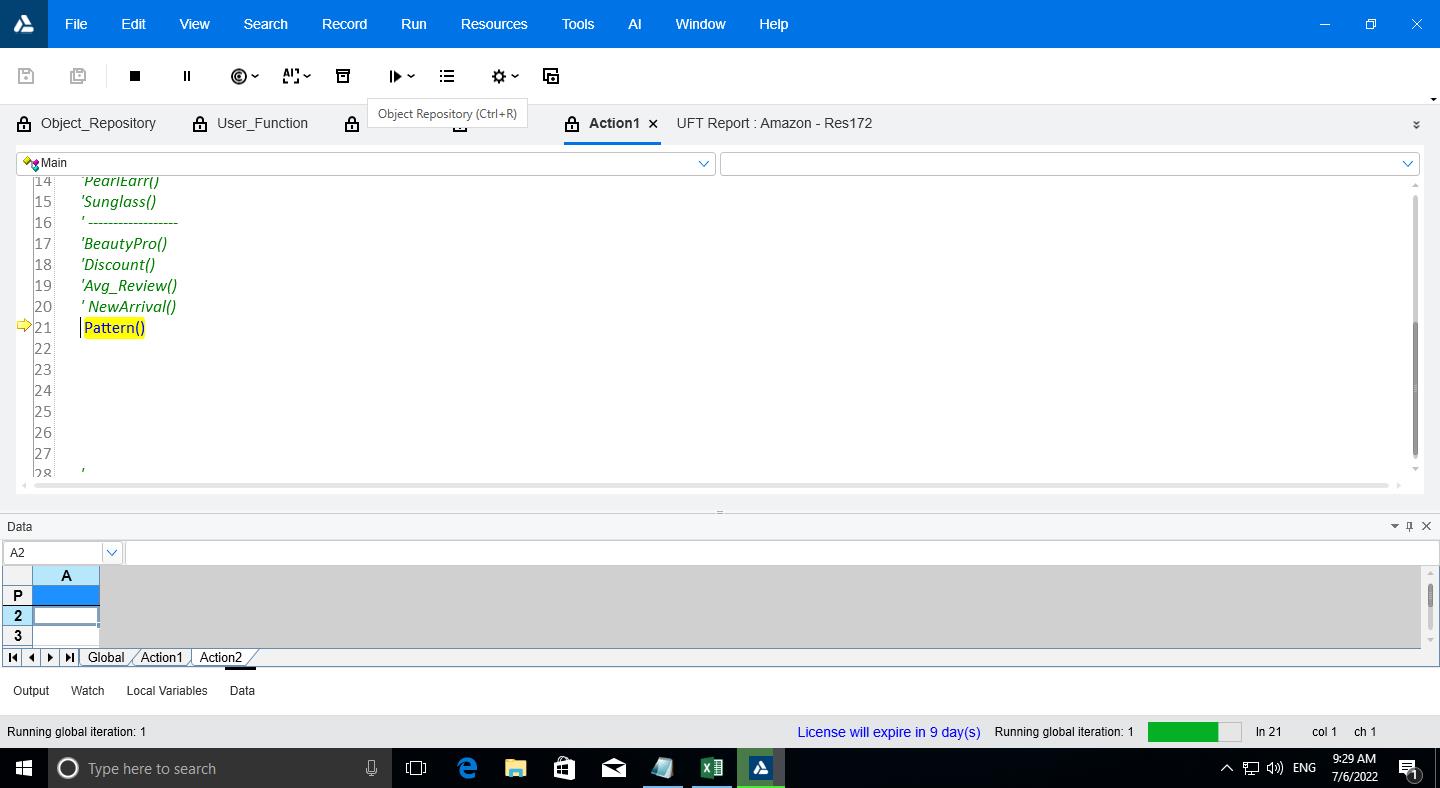 File Edit View Search Record Run Resources Tools AI Window Help
AI
Object Repository (Ctrl+R)
Object_Repository User_Function Action1 UFT Report : Amazon - Res172
Main
14 'PearlEarr()
15 'Sunglass()
16 ' ------------------
17 'BeautyPro()
18 'Discount()
19 'Avg_Review()
20 ' NewArrival()
21 Pattern()
22
23
24
25
26
27
28 '
Data
A2
A
P
2
3
Global Action1 Action2
Output Watch Local Variables Data
Running global iteration: 1 License will expire in 9 day(s) Running global iteration: 1 ln 21 col 1 ch 1
Type here to search ENG 9:29 AM
7/6/2022
1